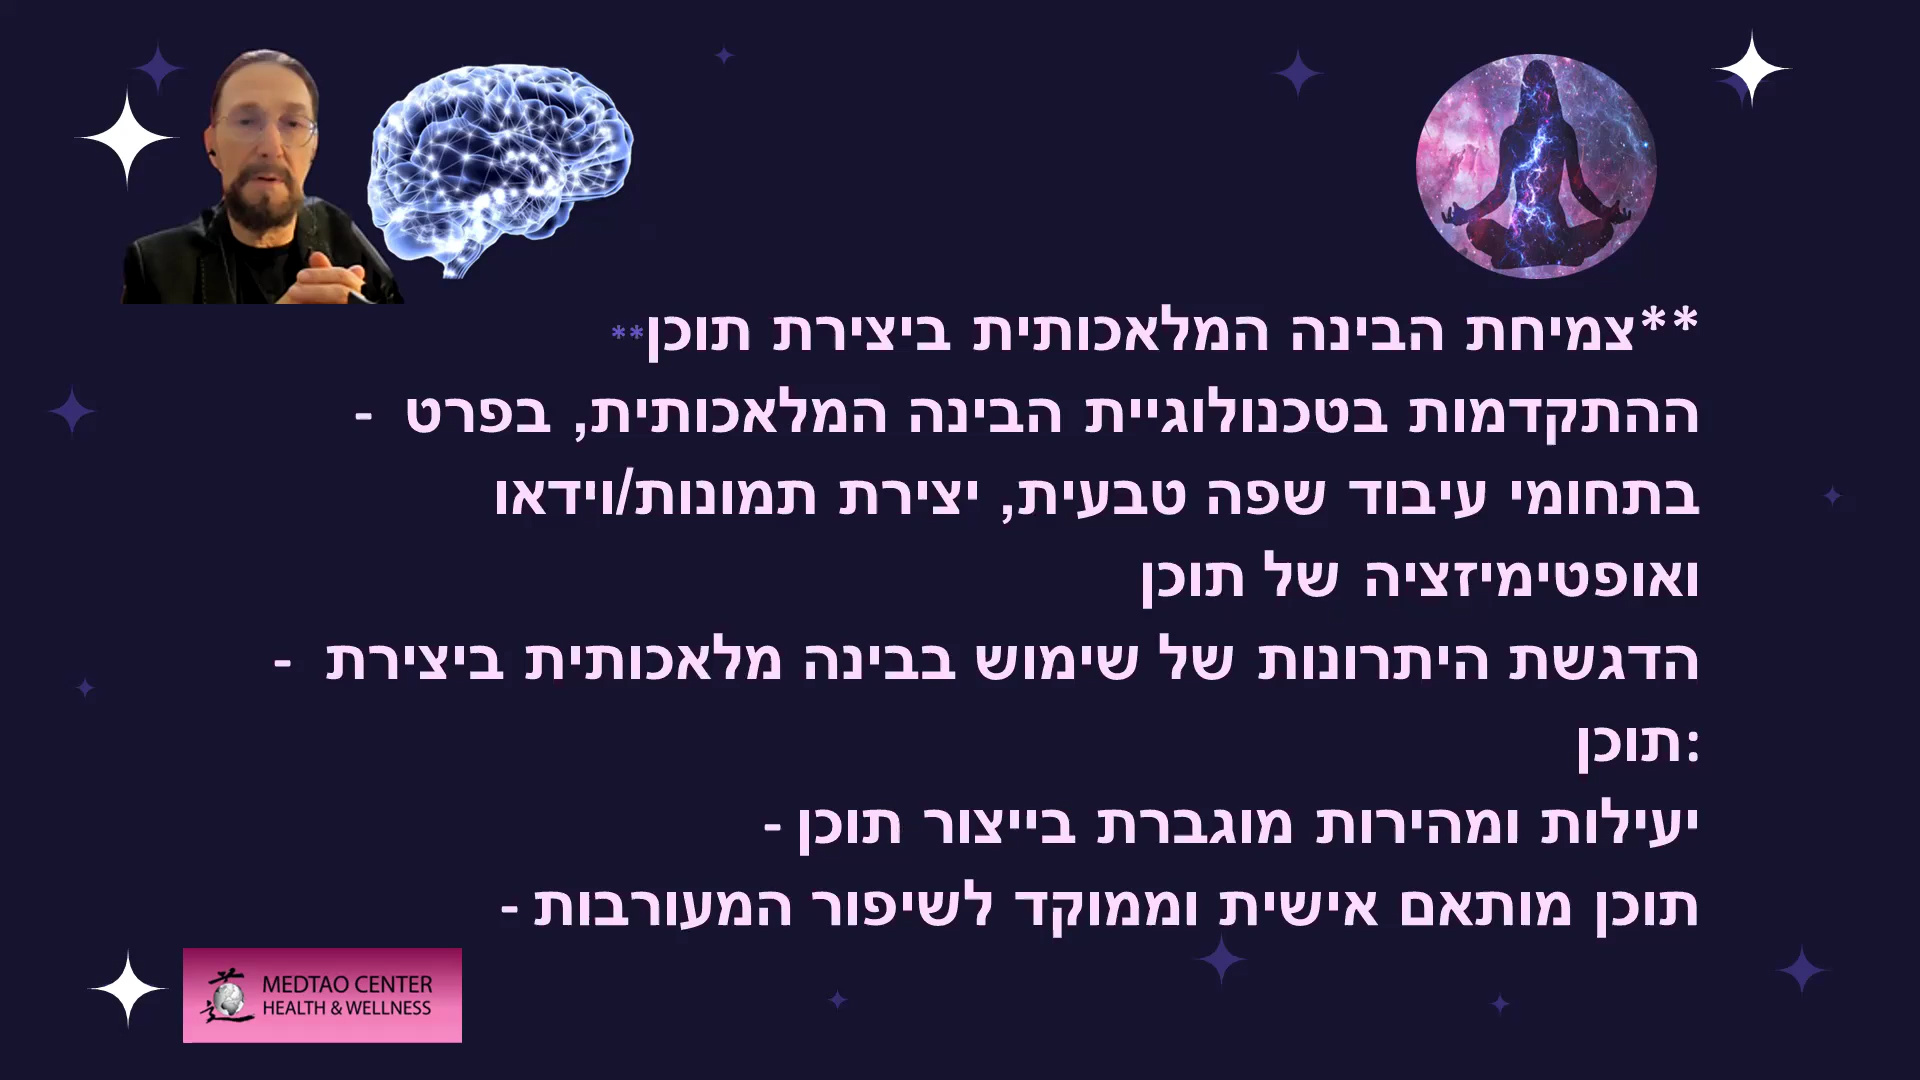 **צמיחת הבינה המלאכותית ביצירת תוכן**
ההתקדמות בטכנולוגיית הבינה המלאכותית, בפרט -
בתחומי עיבוד שפה טבעית, יצירת תמונות/וידאו
ואופטימיזציה של תוכן
הדגשת היתרונות של שימוש בבינה מלאכותית ביצירת -
:תוכן
יעילות ומהירות מוגברת בייצור תוכן -
תוכן מותאם אישית וממוקד לשיפור המעורבות -
MEDTAO CENTER
HEALTH & WELLNESS